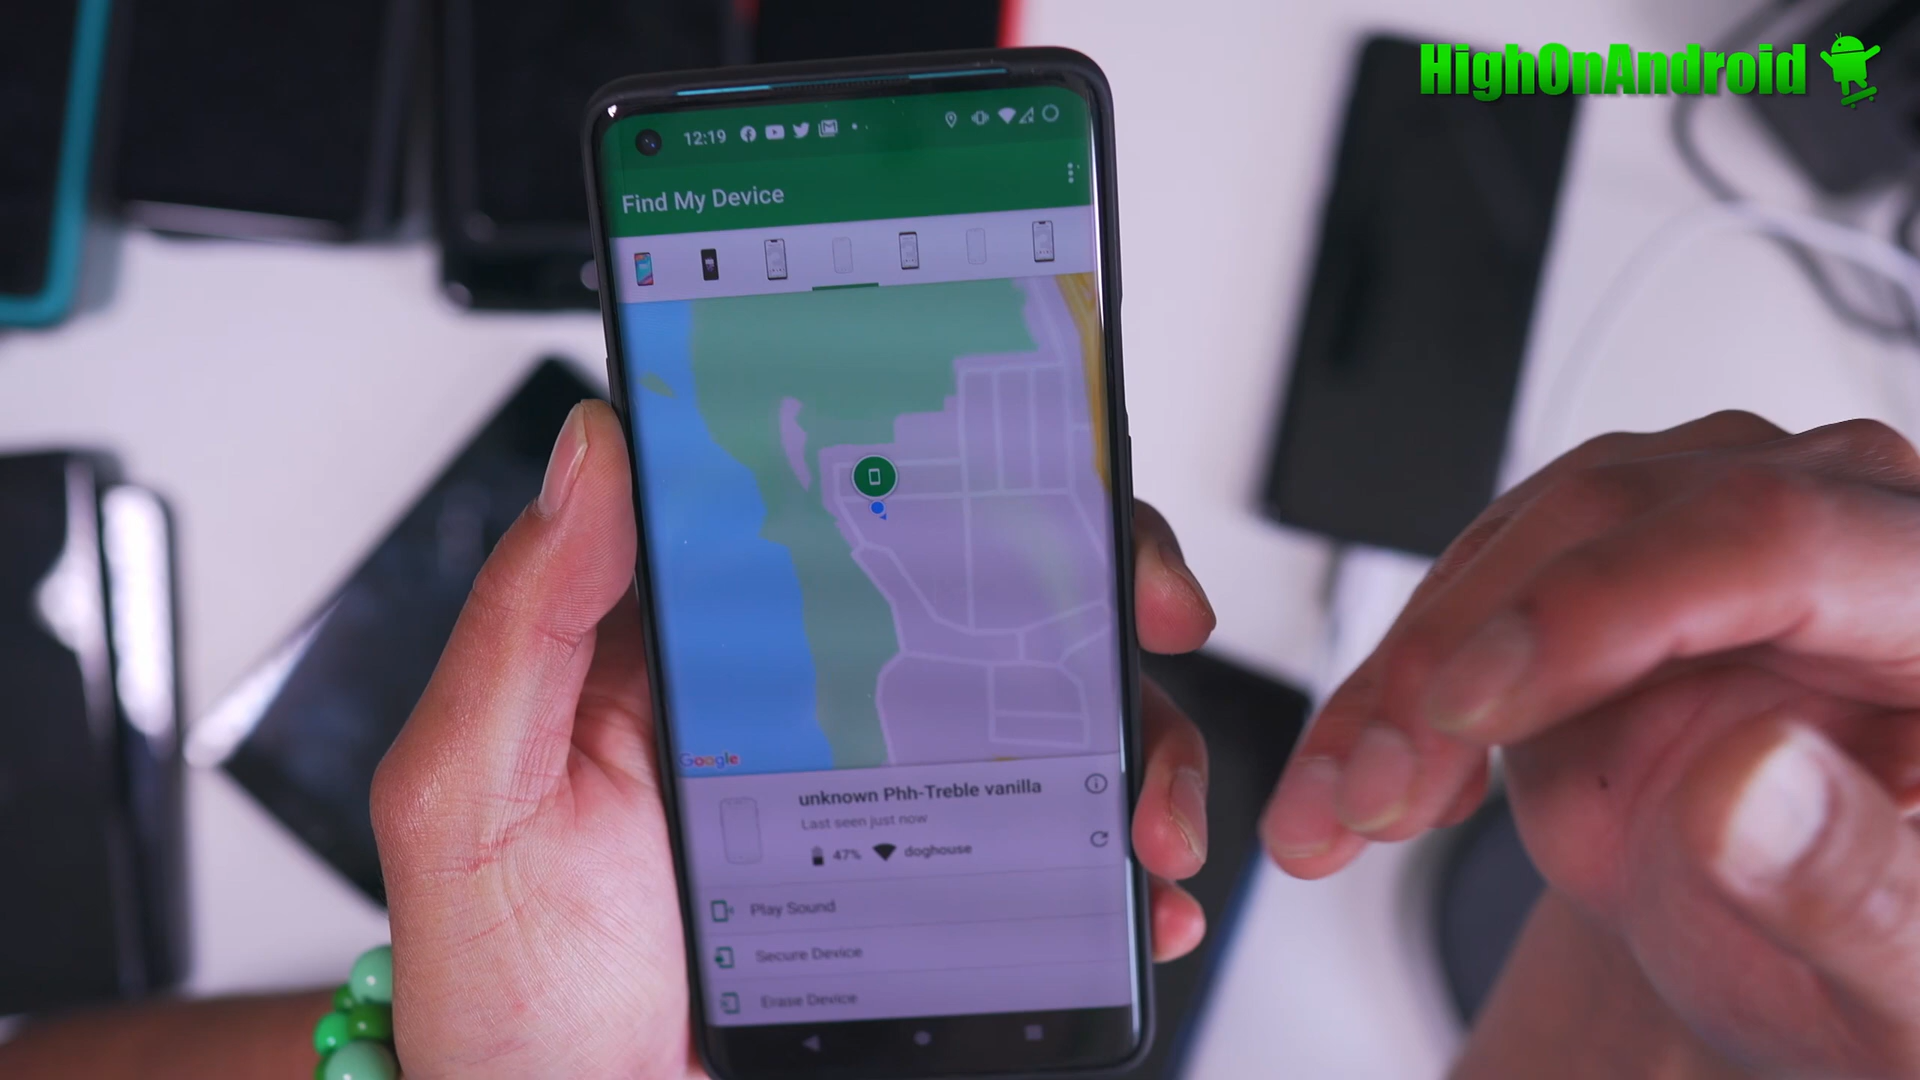 HighOnAndroid
12:19
Find My Device
Google
unknown Phh-Treble vanilla
Last seen just now
47% doghouse
Play Sound
Secure Device
Erase Device